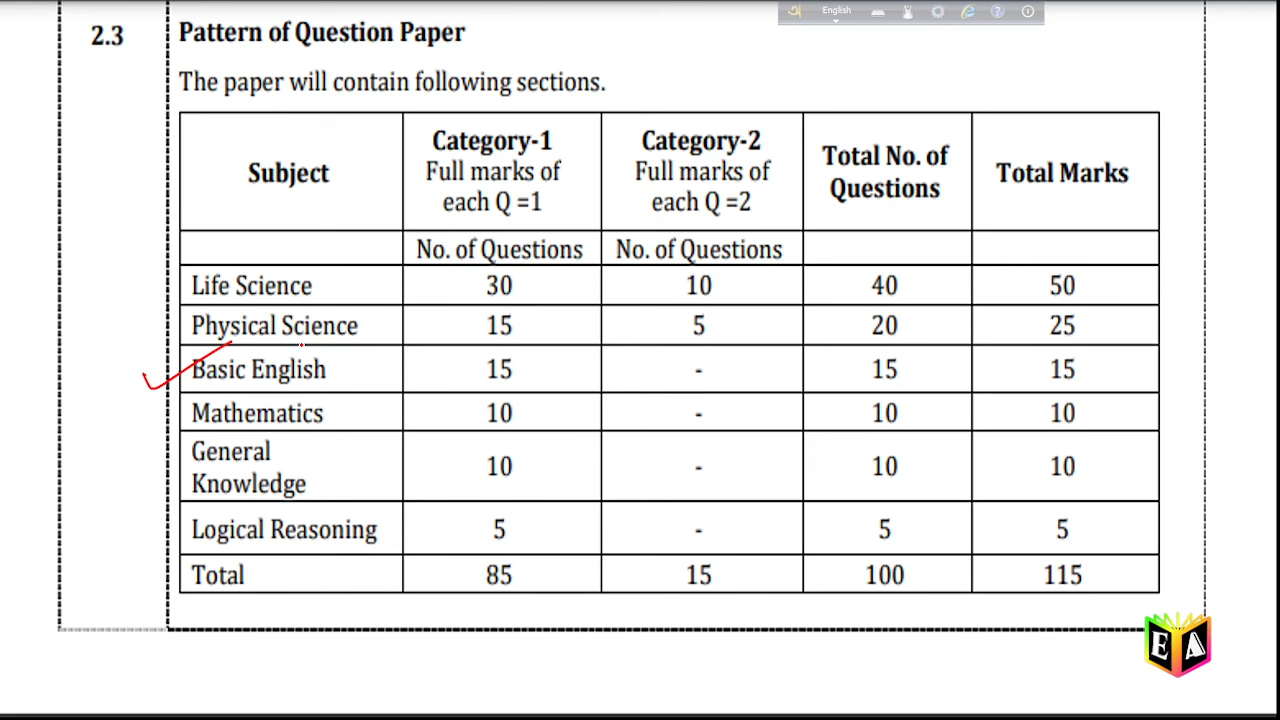 অ English
2.3 Pattern of Question Paper
The paper will contain following sections.
Subject Category-1 Full marks of each Q =1 Category-2 Full marks of each Q =2 Total No. of Questions Total Marks
No. of Questions No. of Questions
Life Science 30 10 40 50
Physical Science 15 5 20 25
Basic English 15 - 15 15
Mathematics 10 - 10 10
General Knowledge 10 - 10 10
Logical Reasoning 5 - 5 5
Total 85 15 100 115
E A